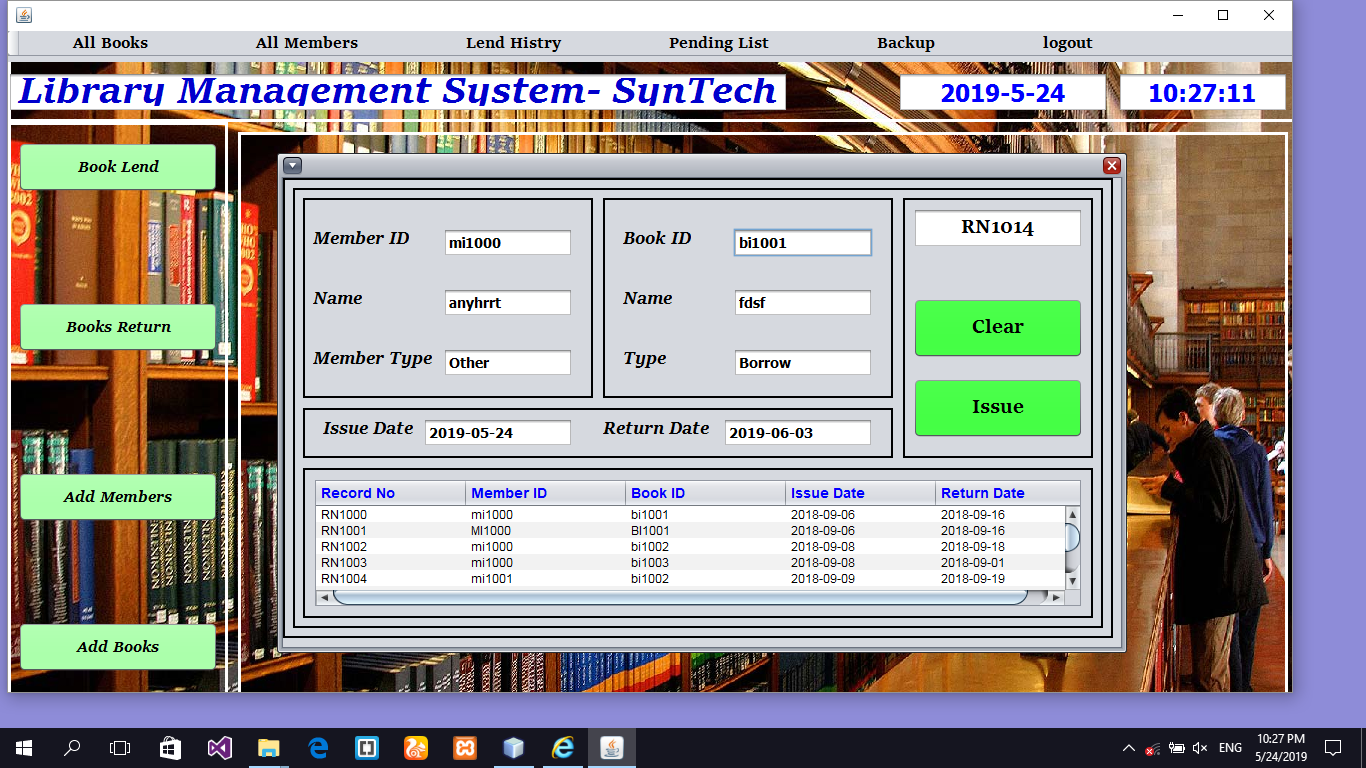 All Books All Members Lend Histry Pending List Backup logout
Library Management System- SynTech 2019-5-24 10:27:11
Book Lend
Books Return
Add Members
Add Books
Member ID mi1000
Name anyhrrt
Member Type Other
Book ID bi1001
Name fdsf
Type Borrow
RN1014
Clear
Issue
Issue Date 2019-05-24 Return Date 2019-06-03
Record No Member ID Book ID Issue Date Return Date
RN1000 mi1000 bi1001 2018-09-06 2018-09-16
RN1001 MI1000 BI1001 2018-09-06 2018-09-16
RN1002 mi1000 bi1002 2018-09-08 2018-09-18
RN1003 mi1000 bi1003 2018-09-08 2018-09-01
RN1004 mi1001 bi1002 2018-09-09 2018-09-19
ENG
10:27 PM
5/24/2019